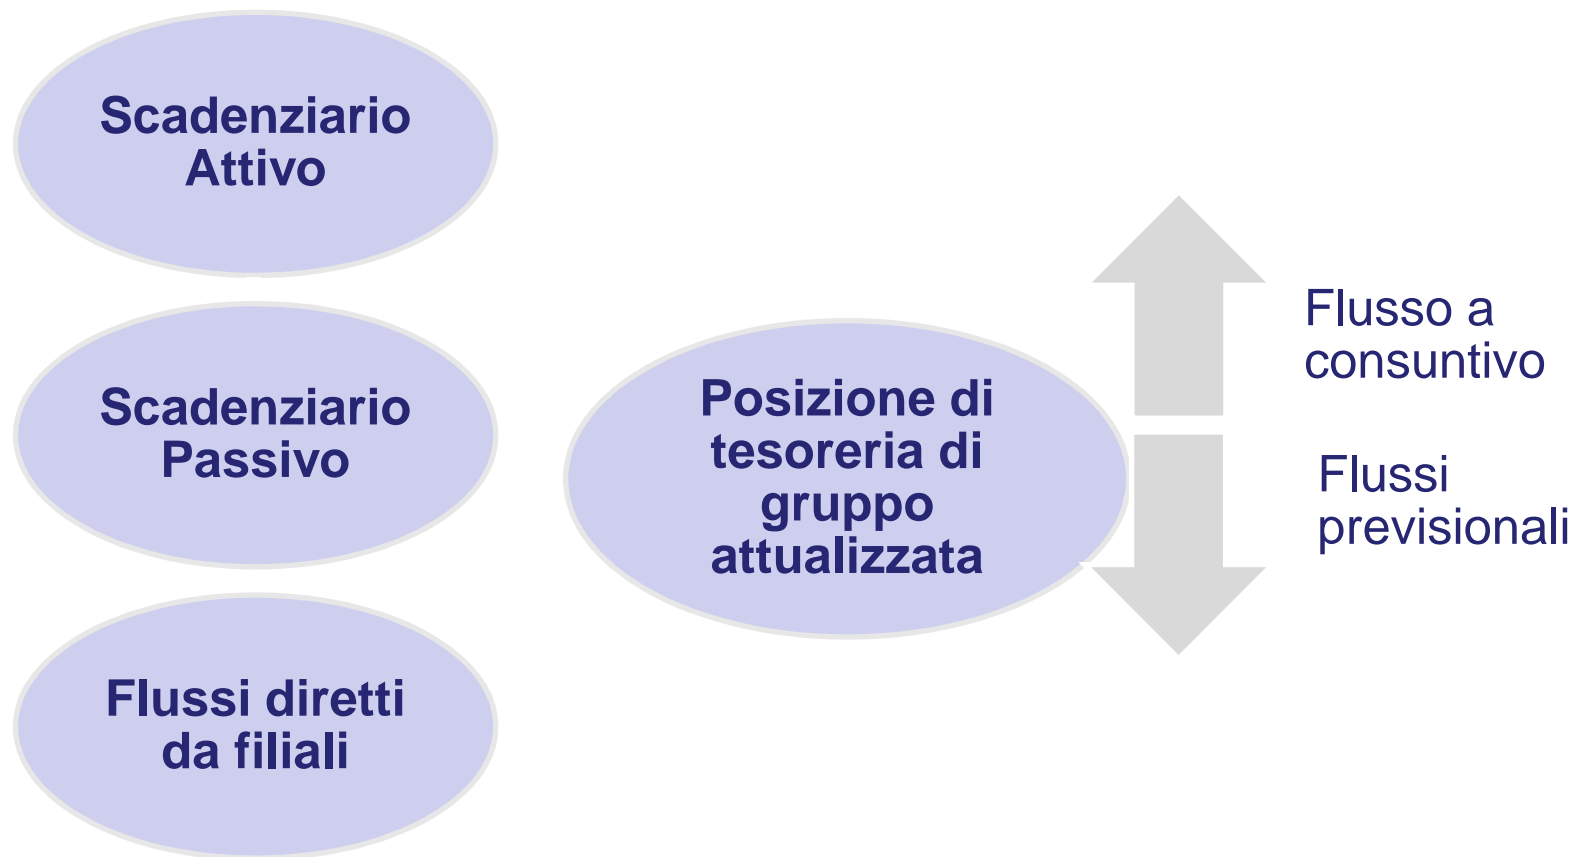 Scadenziario
Attivo
Scadenziario
Passivo
Flussi diretti
da filiali
Posizione di
tesoreria di
gruppo
attualizzata
Flusso a
consuntivo
Flussi
previsionali